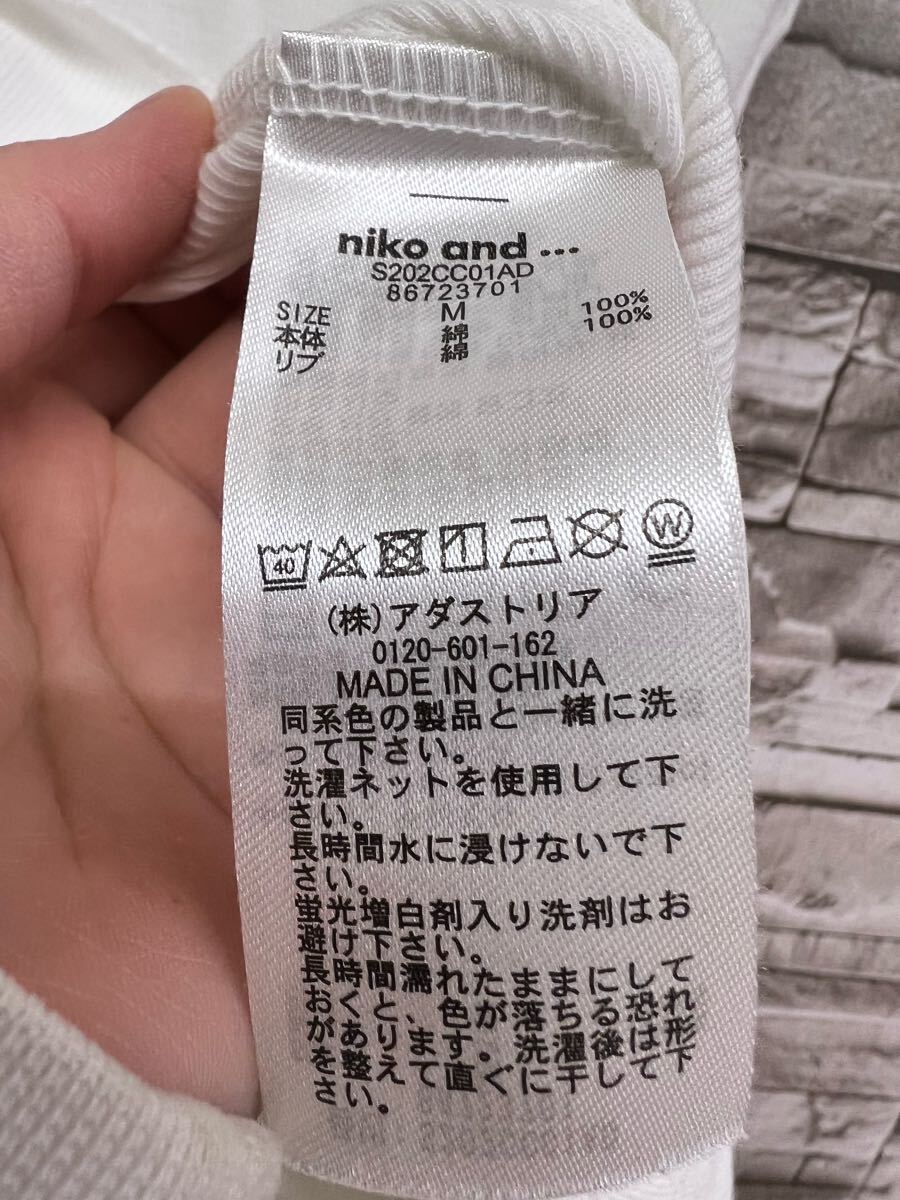 niko and ...
S202CC01AD
86723701
SIZE M
本体 綿 100%
リブ 綿 100%
40 W
(株)アダストリア
0120-601-162
MADE IN CHINA
同系色の製品と一緒に洗
って下さい。
洗濯ネットを使用して下
さい。
長時間水に浸けないで下
さい。
蛍光増白剤入り洗剤はお
避け下さい。
長時間濡れたままにして
おくと、色が落ちる恐れ
があります。洗濯後は形
を整えて直ぐに干して下
さい。